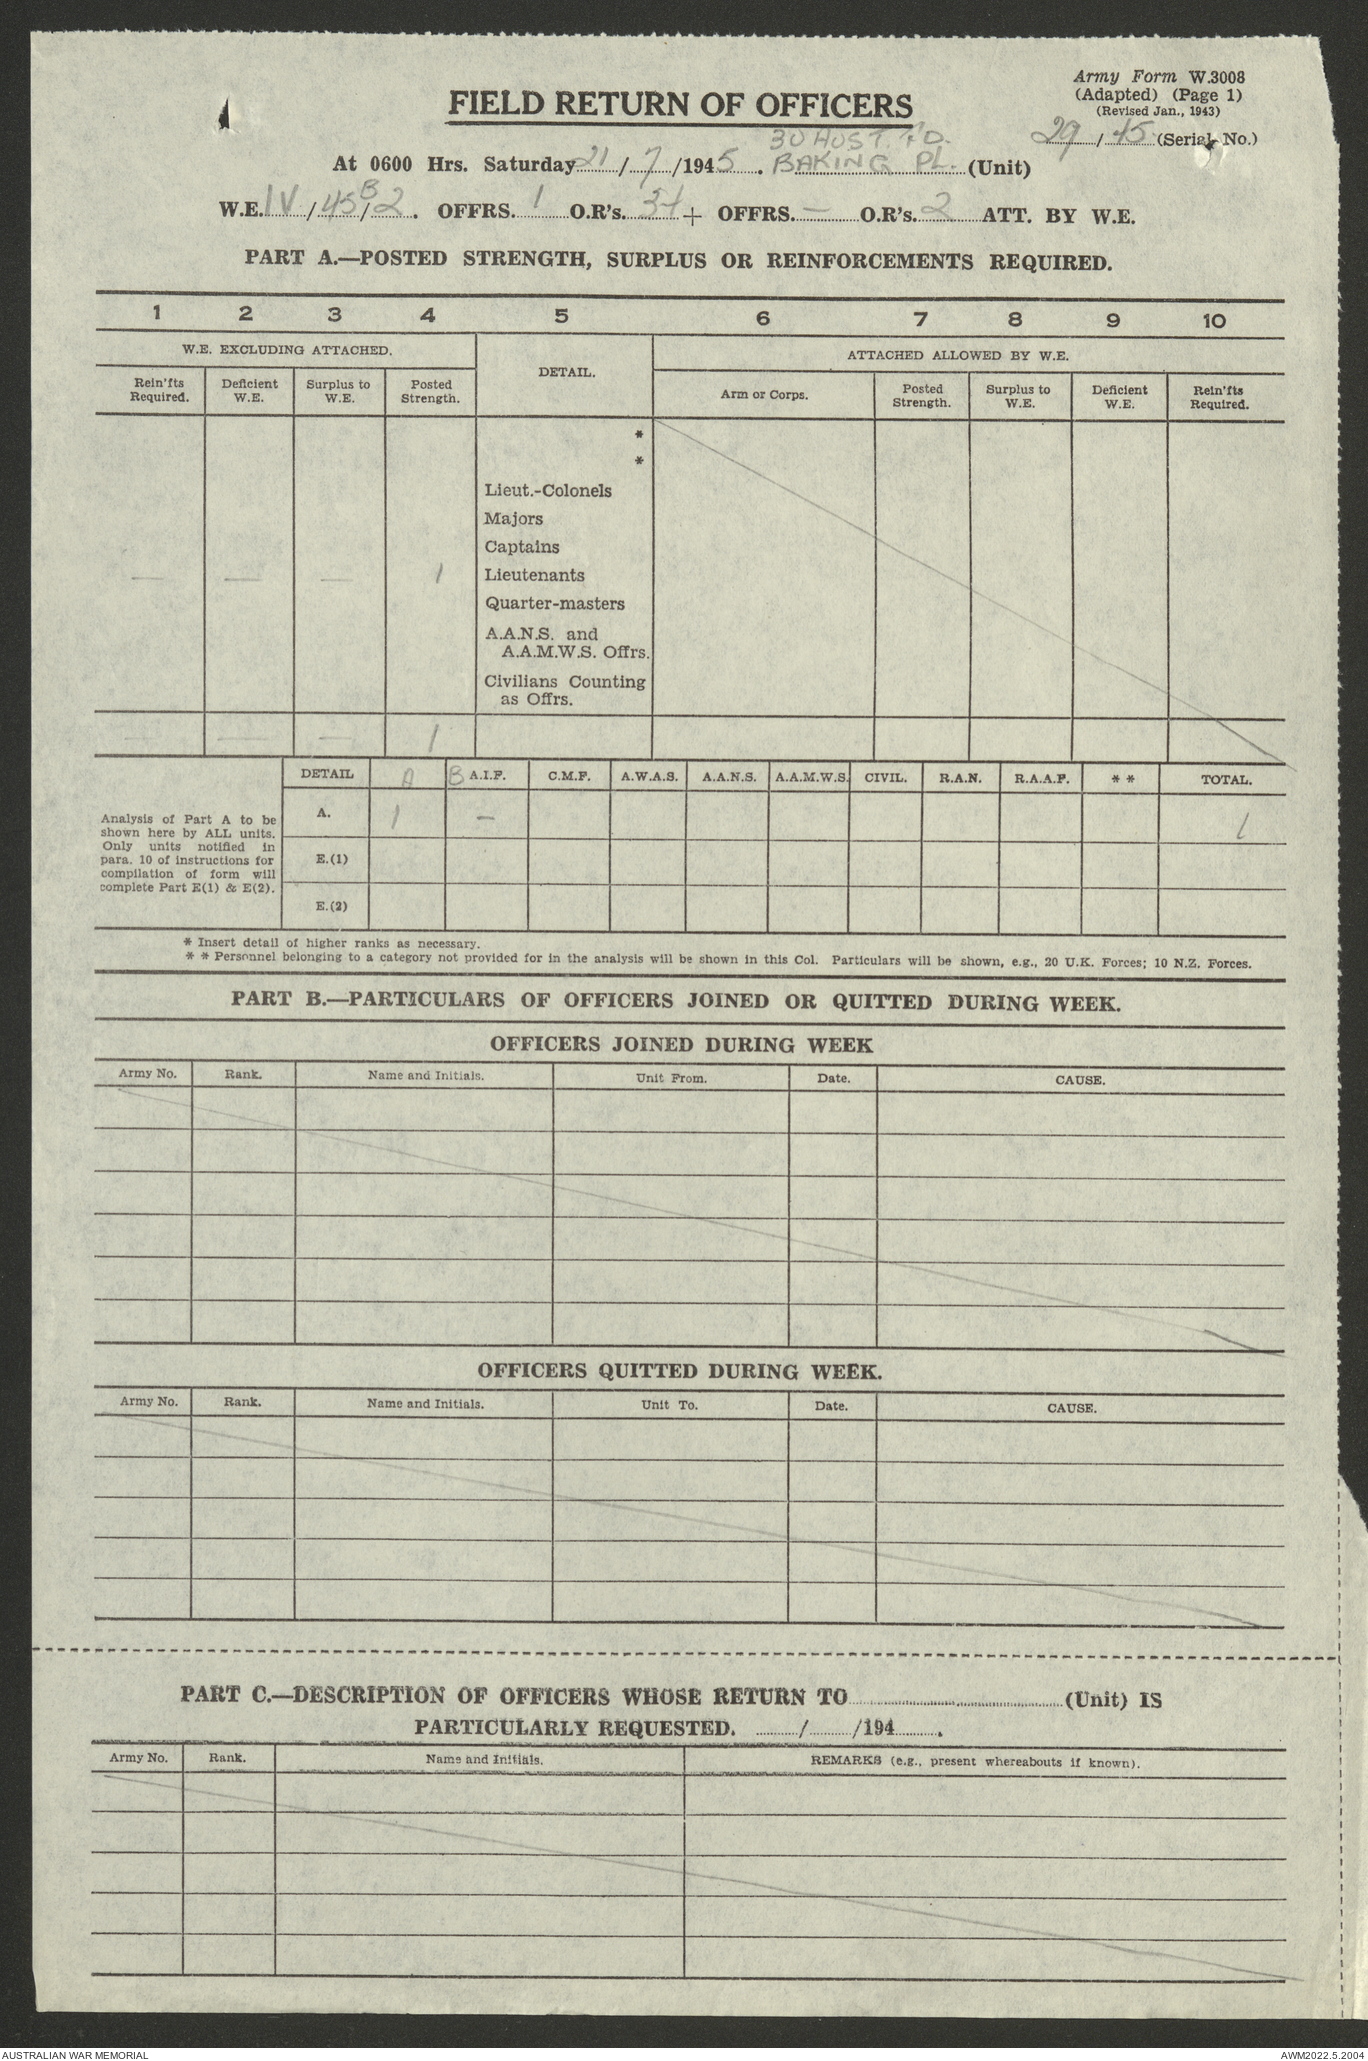 Army Form W.3008
(Adapted) (Page 1)
(Revised Jan., 1943)
FIELD RETURN OF OFFICERS
29/45 (Serial No.)
30 AUST. FD.
At 0600 Hrs. Saturday 21/7/1945. BAKING PL. (Unit)
W.E. IV/45B/2. OFFRS. 1 O.R's. 34 + OFFRS. — O.R's. 2 ATT. BY W.E.
PART A.—POSTED STRENGTH, SURPLUS OR REINFORCEMENTS REQUIRED.
1 2 3 4 5 6 7 8 9 10
W.E. EXCLUDING ATTACHED. DETAIL. ATTACHED ALLOWED BY W.E.
Rein'fts Required. Deficient W.E. Surplus to W.E. Posted Strength. Arm or Corps. Posted Strength. Surplus to W.E. Deficient W.E. Rein'fts Required.
*
*
Lieut.-Colonels
Majors
Captains
— — — 1 Lieutenants
Quarter-masters
A.A.N.S. and
A.A.M.W.S. Offrs.
Civilians Counting
as Offrs.
— — — 1
DETAIL A B A.I.F. C.M.F. A.W.A.S. A.A.N.S. A.A.M.W.S. CIVIL. R.A.N. R.A.A.F. ** TOTAL.
A. 1 — 1
E.(1)
E.(2)
Analysis of Part A to be
shown here by ALL units.
Only units notified in
para. 10 of instructions for
compilation of form will
complete Part E(1) & E(2).
* Insert detail of higher ranks as necessary.
* * Personnel belonging to a category not provided for in the analysis will be shown in this Col. Particulars will be shown, e.g., 20 U.K. Forces; 10 N.Z. Forces.
PART B.—PARTICULARS OF OFFICERS JOINED OR QUITTED DURING WEEK.
OFFICERS JOINED DURING WEEK
Army No. Rank. Name and Initials. Unit From. Date. CAUSE.
OFFICERS QUITTED DURING WEEK.
Army No. Rank. Name and Initials. Unit To. Date. CAUSE.
PART C.—DESCRIPTION OF OFFICERS WHOSE RETURN TO (Unit) IS
PARTICULARLY REQUESTED. / /194 .
Army No. Rank. Name and Initials. REMARKS (e.g., present whereabouts if known).
AUSTRALIAN WAR MEMORIAL AWM2022.5.2004